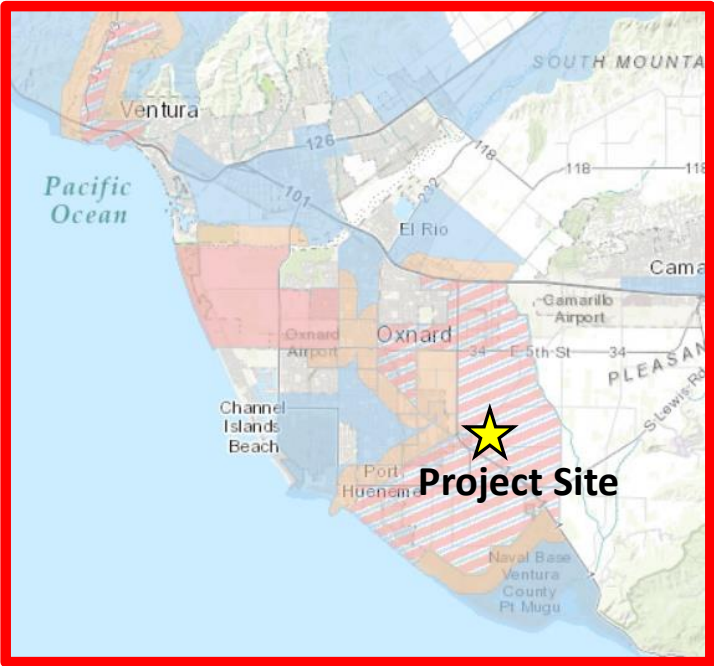 SOUTH MOUNTA
33
Ventura
126
118
118
118
Pacific
Ocean
101
232
El Rio
Cama
Camarillo
Airport
Oxnard
Oxnard
Airport
34
E 5th St
34
PLEASAN
S Lewis Rd
Channel
Islands
Beach
Port
Hueneme
Project Site
Naval Base
Ventura
County
Pt Mugu